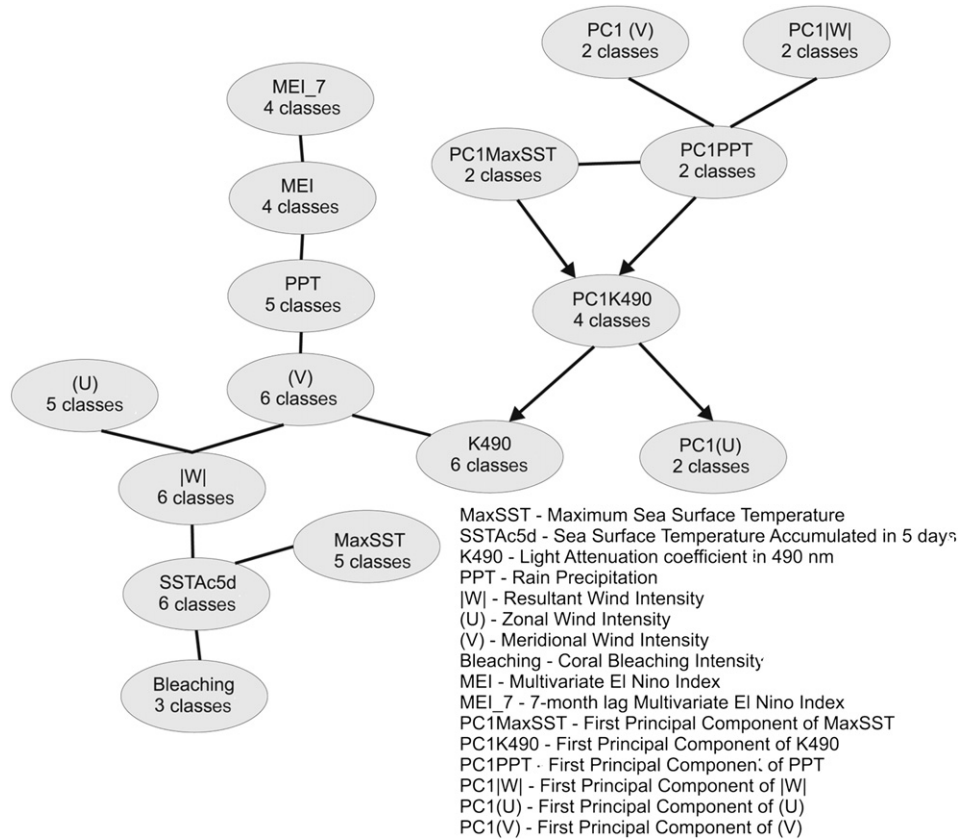 PC1 (V)
2 classes
PC1|W|
2 classes
MEI_7
4 classes
PC1MaxSST
2 classes
PC1PPT
2 classes
MEI
4 classes
PPT
5 classes
PC1K490
4 classes
(U)
5 classes
(V)
6 classes
K490
6 classes
PC1(U)
2 classes
|W|
6 classes
MaxSST
5 classes
SSTAc5d
6 classes
Bleaching
3 classes
MaxSST - Maximum Sea Surface Temperature
SSTAc5d - Sea Surface Temperature Accumulated in 5 days
K490 - Light Attenuation coefficient in 490 nm
PPT - Rain Precipitation
|W| - Resultant Wind Intensity
(U) - Zonal Wind Intensity
(V) - Meridional Wind Intensity
Bleaching - Coral Bleaching Intensity
MEI - Multivariate El Nino Index
MEI_7 - 7-month lag Multivariate El Nino Index
PC1MaxSST - First Principal Component of MaxSST
PC1K490 - First Principal Component of K490
PC1PPT - First Principal Component of PPT
PC1|W| - First Principal Component of |W|
PC1(U) - First Principal Component of (U)
PC1(V) - First Principal Component of (V)